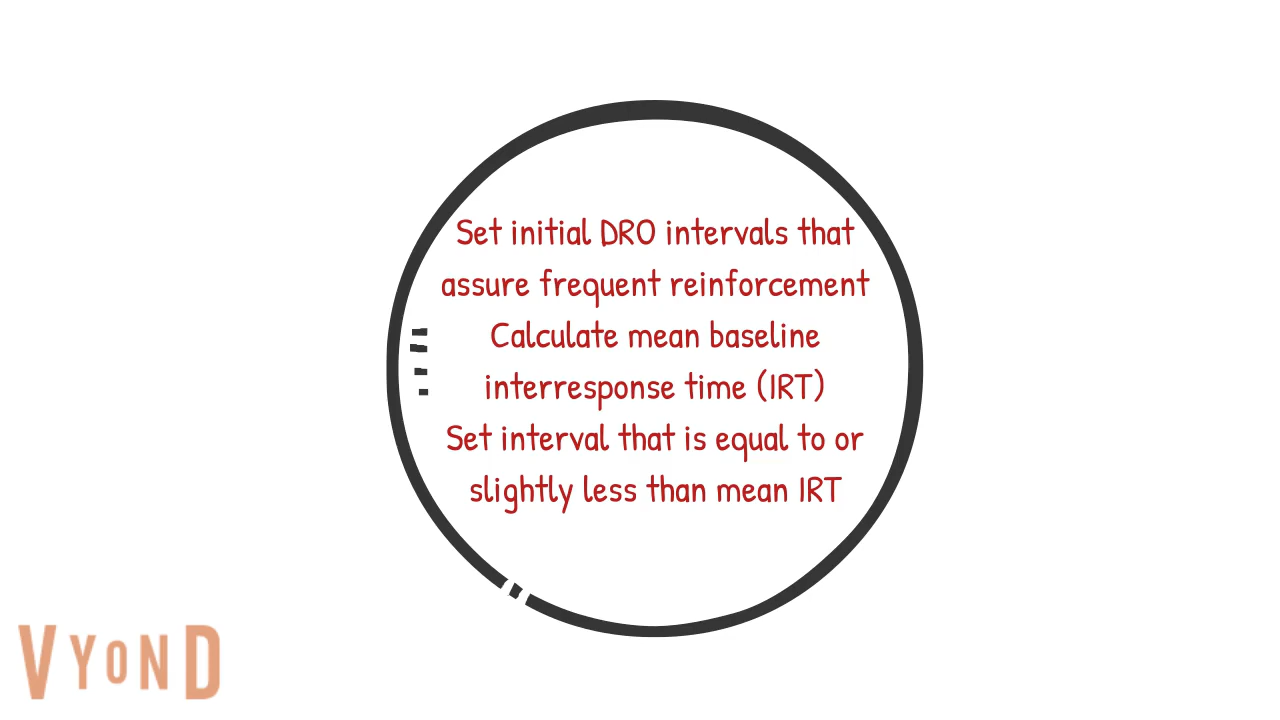 Set initial DRO intervals that
assure frequent reinforcement
Calculate mean baseline
interresponse time (IRT)
Set interval that is equal to or
slightly less than mean IRT
VYOND